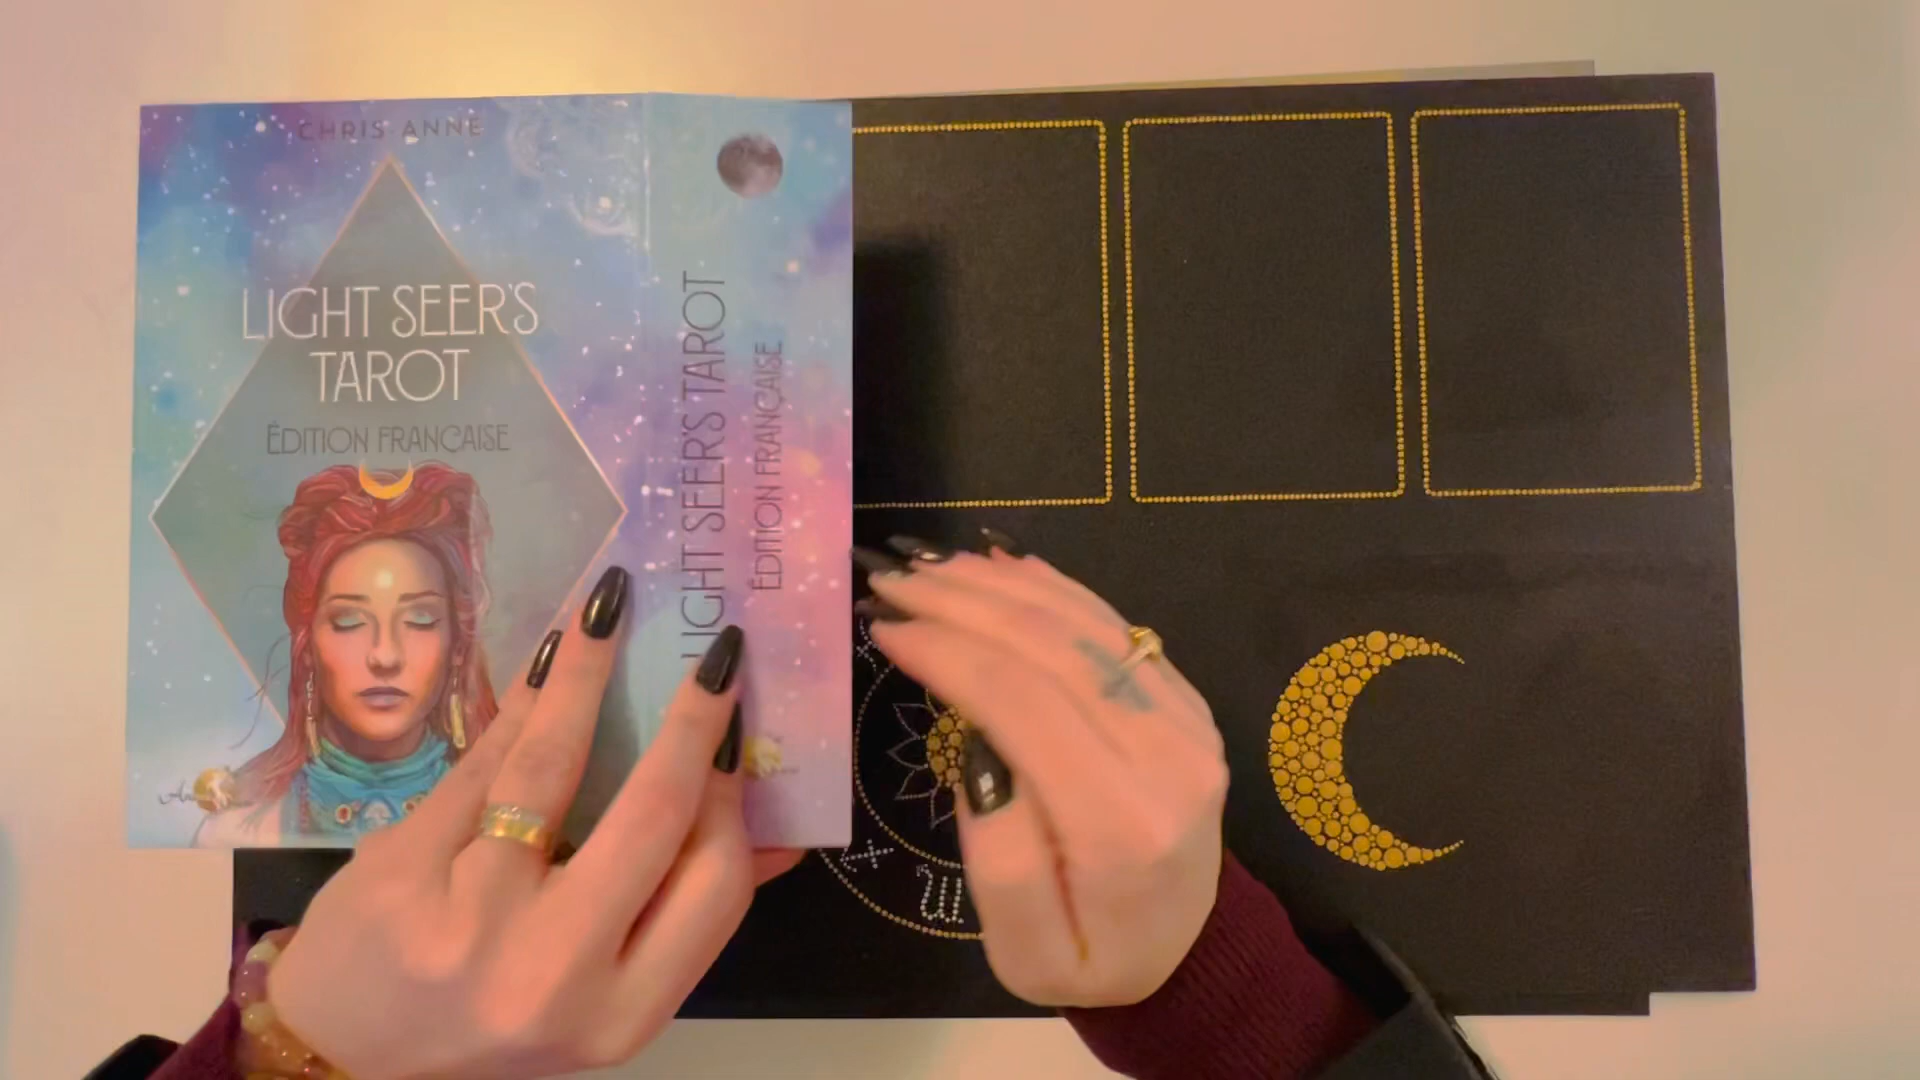 CHRIS-ANNE
LIGHT SEER'S
TAROT
ÉDITION FRANÇAISE
LIGHT SEER'S TAROT
ÉDITION FRANÇAISE